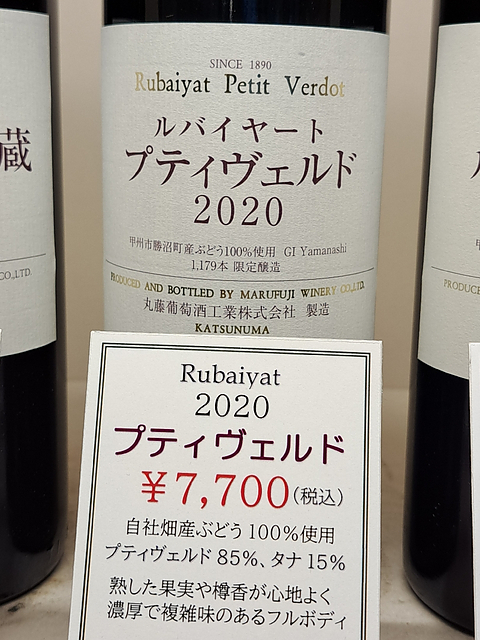 SINCE 1890
Rubaiyat Petit Verdot
ルバイヤート
プティヴェルド
2020
甲州市勝沼町産ぶどう100%使用 GI Yamanashi
1,179本 限定醸造
PRODUCED AND BOTTLED BY MARUFUJI WINERY CO.,LTD.
丸藤葡萄酒工業株式会社 製造
KATSUNUMA
蔵
CO.,LTD.
Rubaiyat
2020
プティヴェルド
¥7,700(税込)
自社畑産ぶどう100%使用
プティヴェルド 85%、タナ 15%
熟した果実や樽香が心地よく
濃厚で複雑味のあるフルボディ